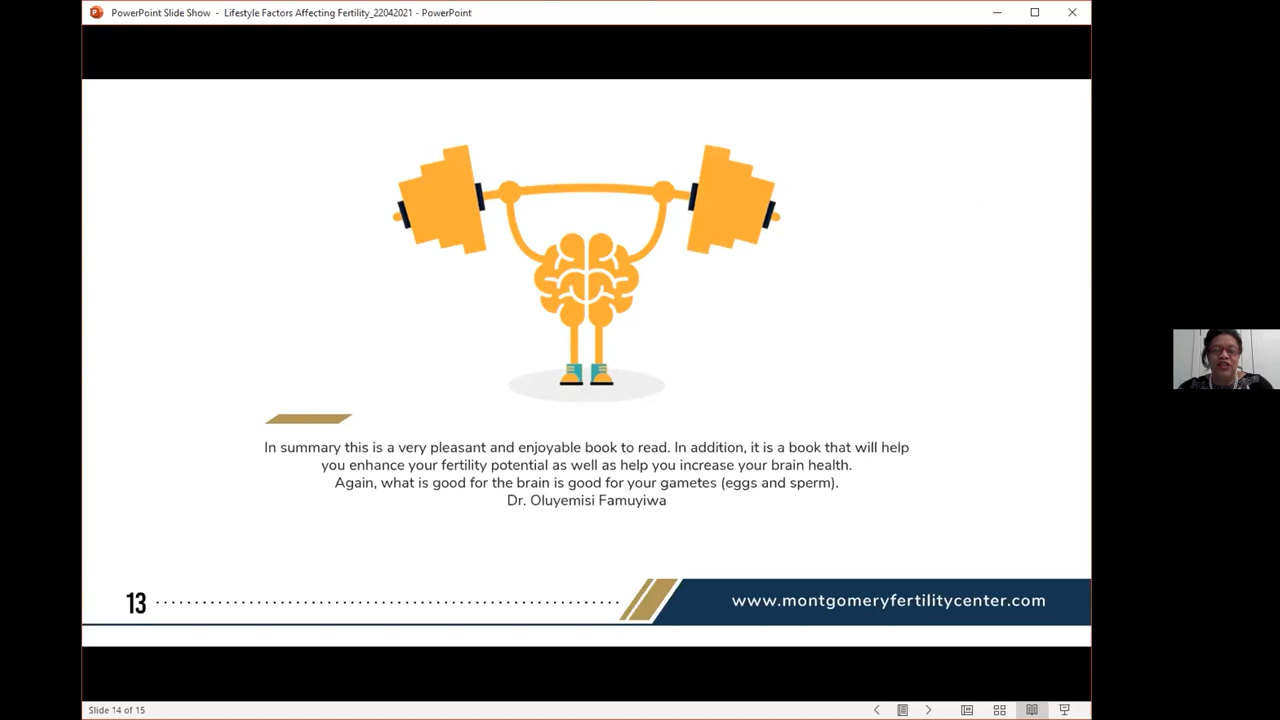 PowerPoint Slide Show - Lifestyle Factors Affecting Fertility_22042021 - PowerPoint
In summary this is a very pleasant and enjoyable book to read. In addition, it is a book that will help
you enhance your fertility potential as well as help you increase your brain health.
Again, what is good for the brain is good for your gametes (eggs and sperm).
Dr. Oluyemisi Famuyiwa
13
www.montgomeryfertilitycenter.com
Slide 14 of 15